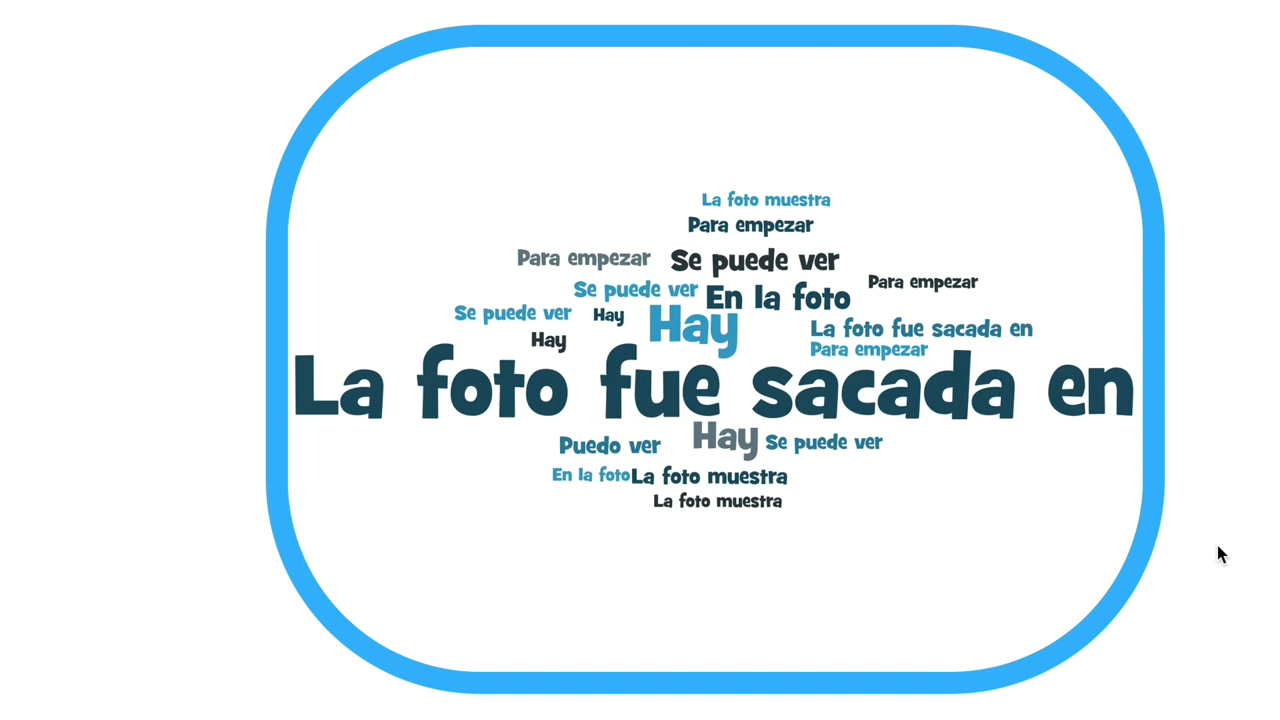 La foto muestra
Para empezar
Para empezar
Se puede ver
Para empezar
Se puede ver
En la foto
Se puede ver
Hay
Hay
La foto fue sacada en
Hay
Para empezar
La foto fue sacada en
Puedo ver
Hay
Se puede ver
En la foto
La foto muestra
La foto muestra